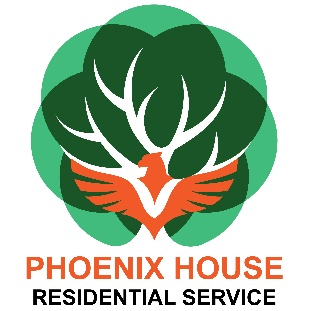 PHOENIX HOUSE
RESIDENTIAL SERVICE